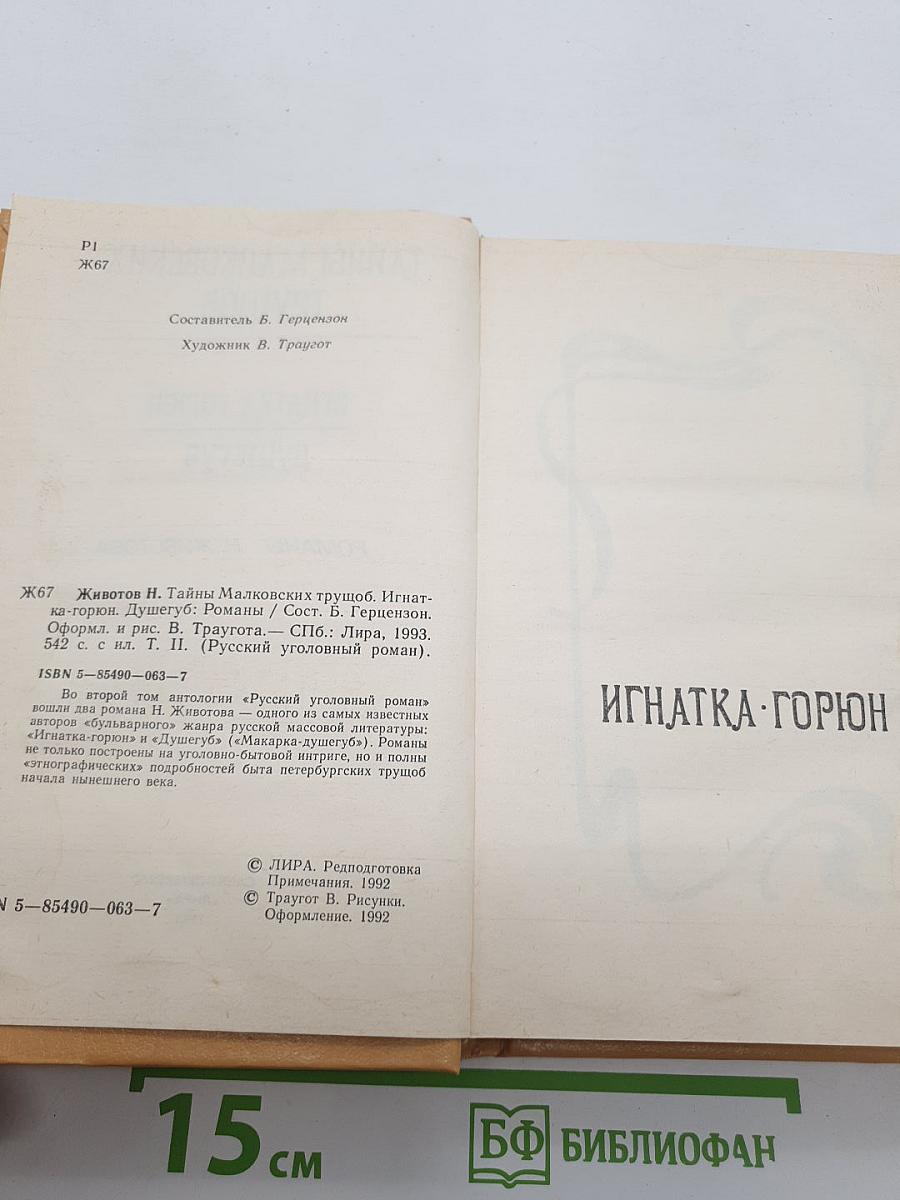 Р1
Ж67
Составитель Б. Герцензон
Художник В. Траугот
Ж67 Животов Н. Тайны Малковских трущоб. Игнат-
ка-горюн. Душегуб: Романы / Сост. Б. Герцензон.
Оформл. и рис. В. Траугота.— СПб.: Лира, 1993.
542 с. с ил. Т. II. (Русский уголовный роман).
ISBN 5—85490—063—7
Во второй том антологии «Русский уголовный роман»
вошли два романа Н. Животова — одного из самых известных
авторов «бульварного» жанра русской массовой литературы:
«Игнатка-горюн» и «Душегуб» («Макарка-душегуб»). Романы
не только построены на уголовно-бытовой интриге, но и полны
«этнографических» подробностей быта петербургских трущоб
начала нынешнего века.
© ЛИРА. Редподготовка
Примечания. 1992
© Траугот В. Рисунки.
Оформление. 1992
N 5—85490—063—7
ИГНАТКА·ГОРЮН
15 см
БФ БИБЛИОФАН